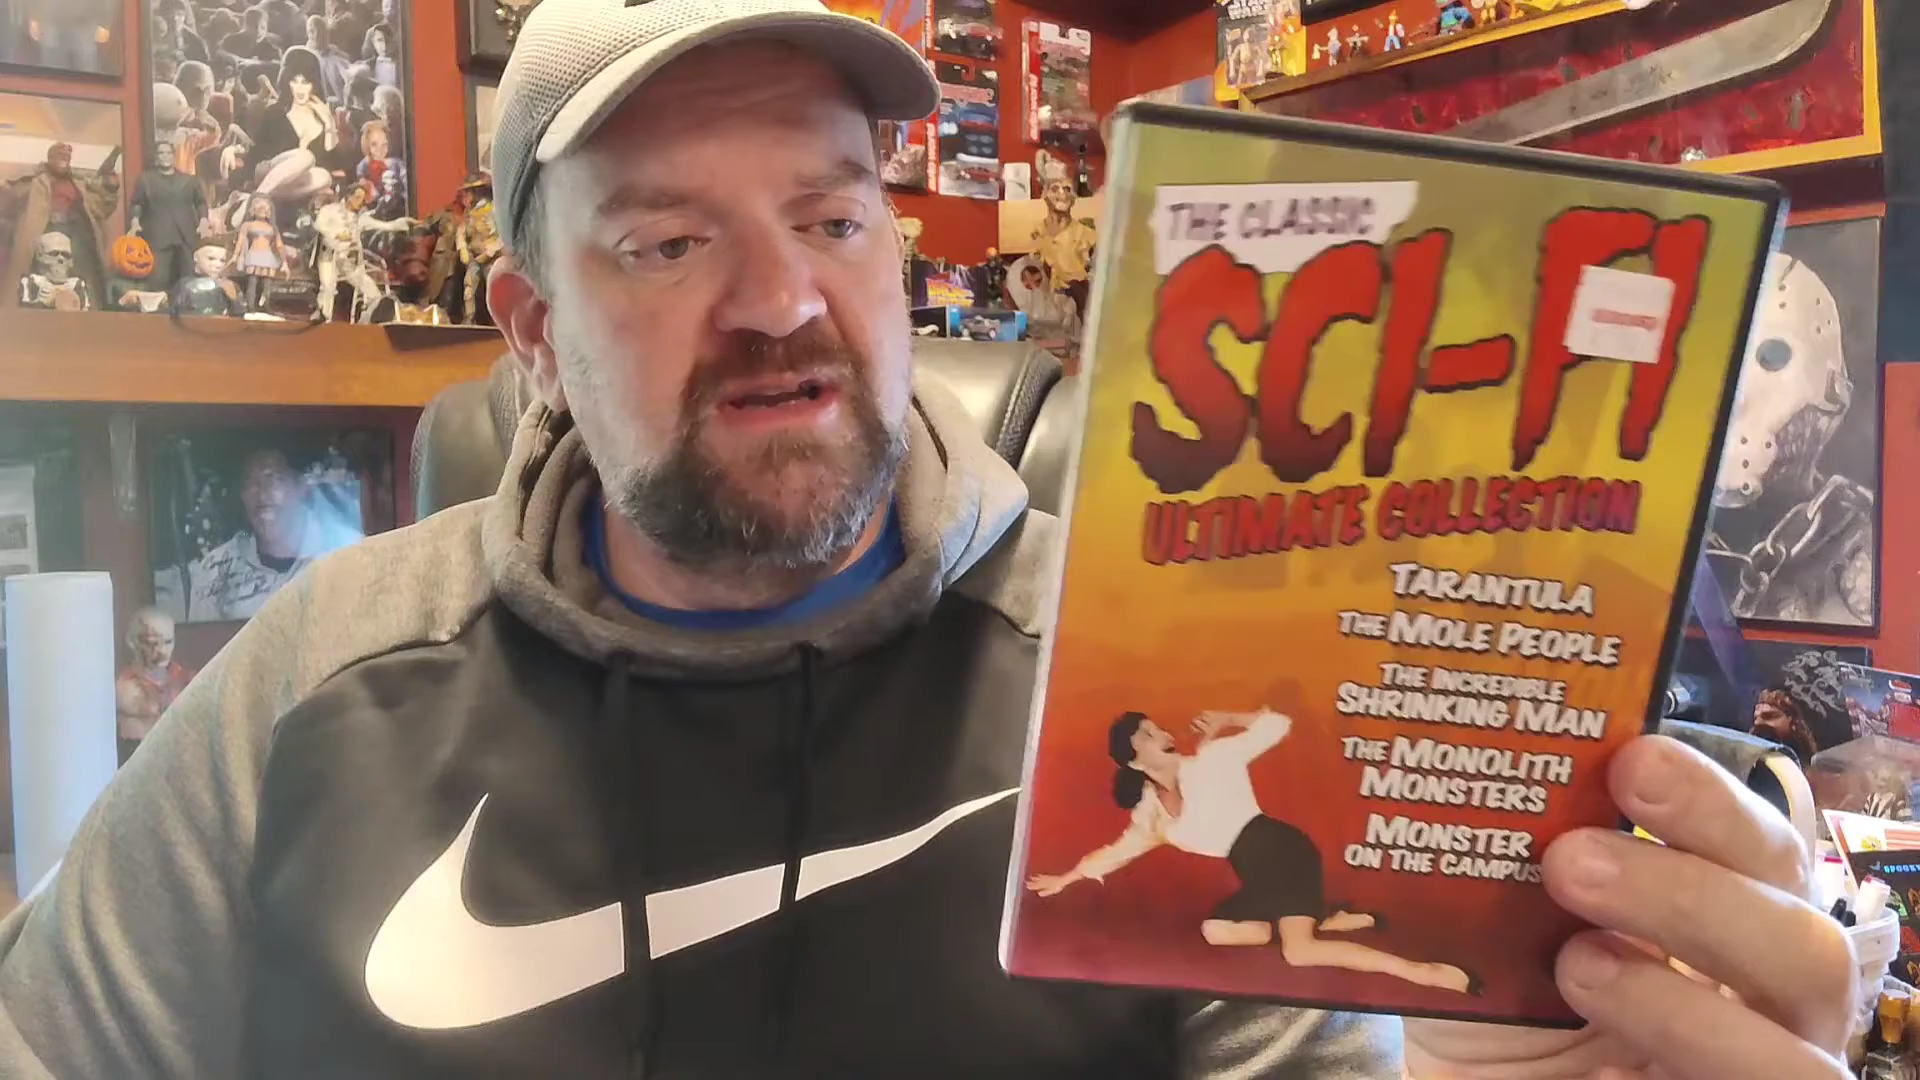 THE CLASSIC
SCI-FI
ULTIMATE COLLECTION
TARANTULA
THE MOLE PEOPLE
THE INCREDIBLE
SHRINKING MAN
THE MONOLITH
MONSTERS
MONSTER
ON THE CAMPUS